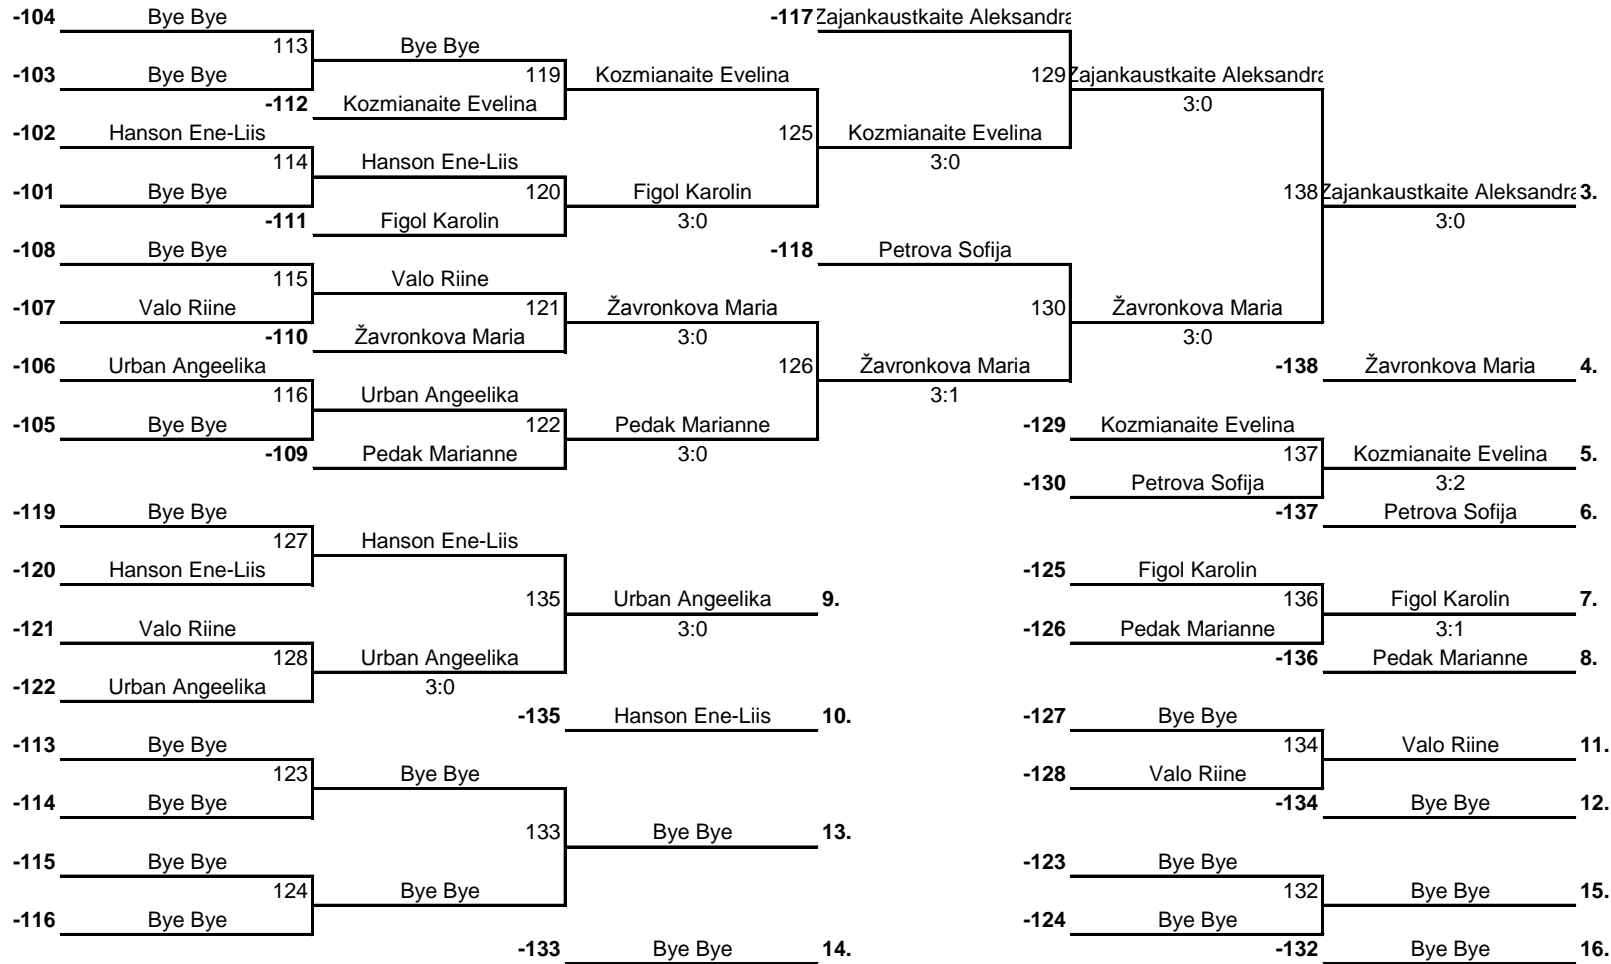 -104 Bye Bye -117 Zajankaustkaite Aleksandra
113 Bye Bye
-103 Bye Bye 119 Kozmianaite Evelina 129 Zajankaustkaite Aleksandra
-112 Kozmianaite Evelina 3:0
-102 Hanson Ene-Liis 125 Kozmianaite Evelina
114 Hanson Ene-Liis 3:0
-101 Bye Bye 120 Figol Karolin 138 Zajankaustkaite Aleksandra 3.
-111 Figol Karolin 3:0 3:0
-108 Bye Bye -118 Petrova Sofija
115 Valo Riine
-107 Valo Riine 121 Žavronkova Maria 130 Žavronkova Maria
-110 Žavronkova Maria 3:0 3:0
-106 Urban Angeelika 126 Žavronkova Maria -138 Žavronkova Maria 4.
116 Urban Angeelika 3:1
-105 Bye Bye 122 Pedak Marianne -129 Kozmianaite Evelina
-109 Pedak Marianne 3:0 137 Kozmianaite Evelina 5.
-130 Petrova Sofija 3:2
-119 Bye Bye -137 Petrova Sofija 6.
127 Hanson Ene-Liis
-120 Hanson Ene-Liis -125 Figol Karolin
135 Urban Angeelika 9. 136 Figol Karolin 7.
-121 Valo Riine 3:0 -126 Pedak Marianne 3:1
128 Urban Angeelika -136 Pedak Marianne 8.
-122 Urban Angeelika 3:0
-135 Hanson Ene-Liis 10. -127 Bye Bye
-113 Bye Bye 134 Valo Riine 11.
123 Bye Bye -128 Valo Riine
-114 Bye Bye -134 Bye Bye 12.
133 Bye Bye 13.
-115 Bye Bye -123 Bye Bye
124 Bye Bye 132 Bye Bye 15.
-116 Bye Bye -124 Bye Bye
-133 Bye Bye 14. -132 Bye Bye 16.